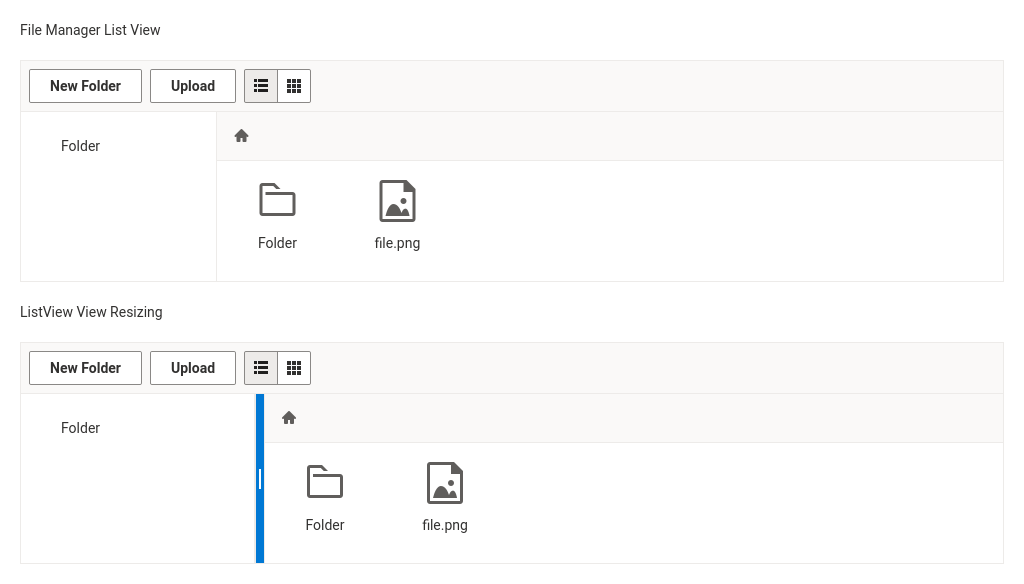 File Manager List View
New Folder Upload
Folder
Folder file.png
ListView View Resizing
New Folder Upload
Folder
Folder file.png